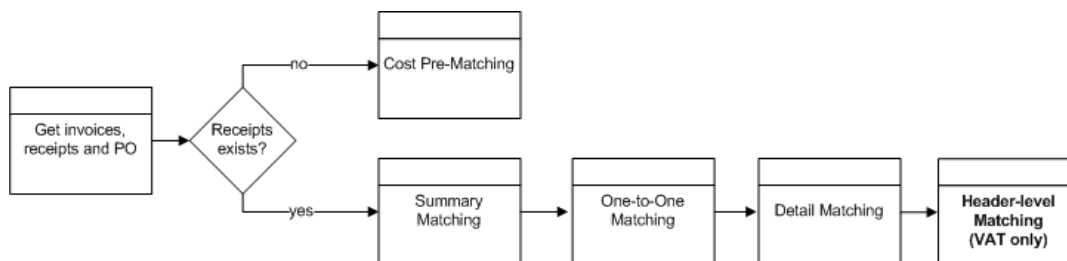 no
Cost Pre-Matching
Get invoices,
receipts and PO
Receipts
exists?
yes
Summary
Matching
One-to-One
Matching
Detail Matching
Header-level
Matching
(VAT only)